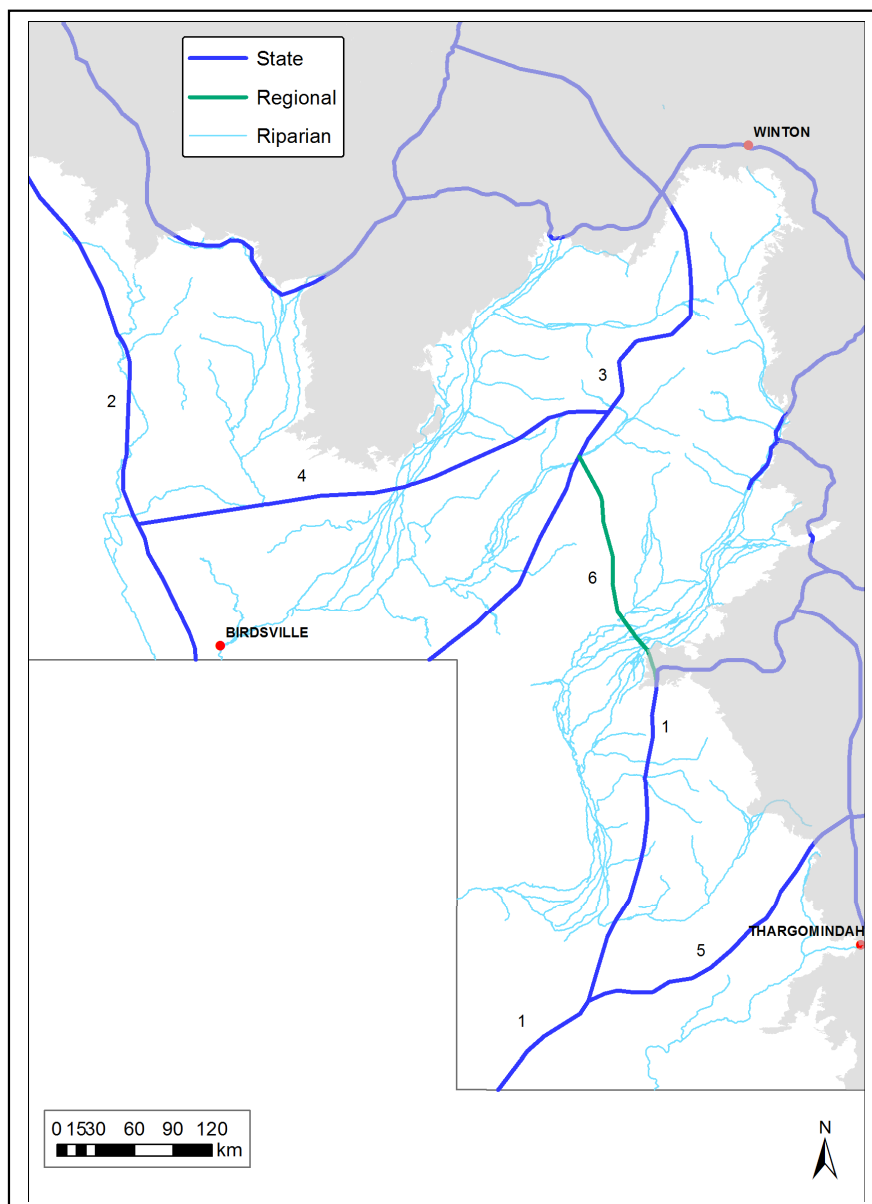 State
Regional
Riparian
WINTON
2
3
4
6
BIRDSVILLE
1
THARGOMINDAH
5
1
0 15 30 60 90 120
km
N